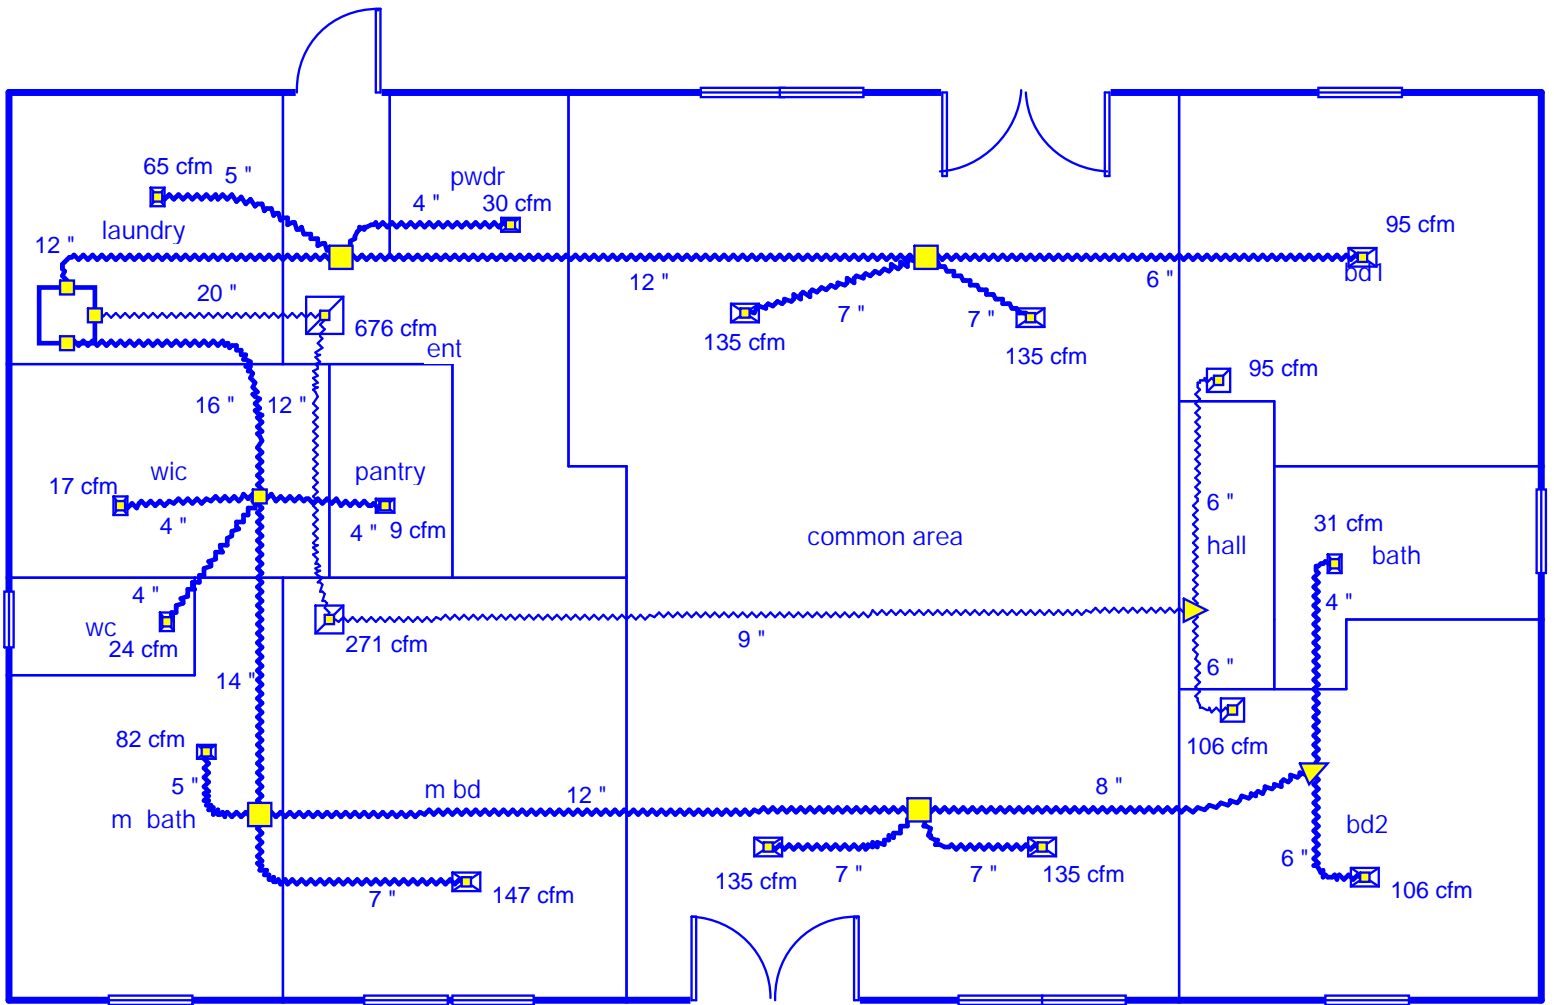 65 cfm
5 "
pwdr
4 "
30 cfm
laundry
12 "
95 cfm
bd1
20 "
12 "
6 "
676 cfm
7 "
7 "
135 cfm
135 cfm
ent
95 cfm
16 "
12 "
wic
pantry
17 cfm
4 "
4 "
9 cfm
common area
6 "
hall
31 cfm
bath
4 "
4 "
wc
24 cfm
271 cfm
9 "
6 "
14 "
82 cfm
5 "
m bath
m bd
12 "
8 "
106 cfm
bd2
7 "
147 cfm
135 cfm
7 "
7 "
135 cfm
6 "
106 cfm